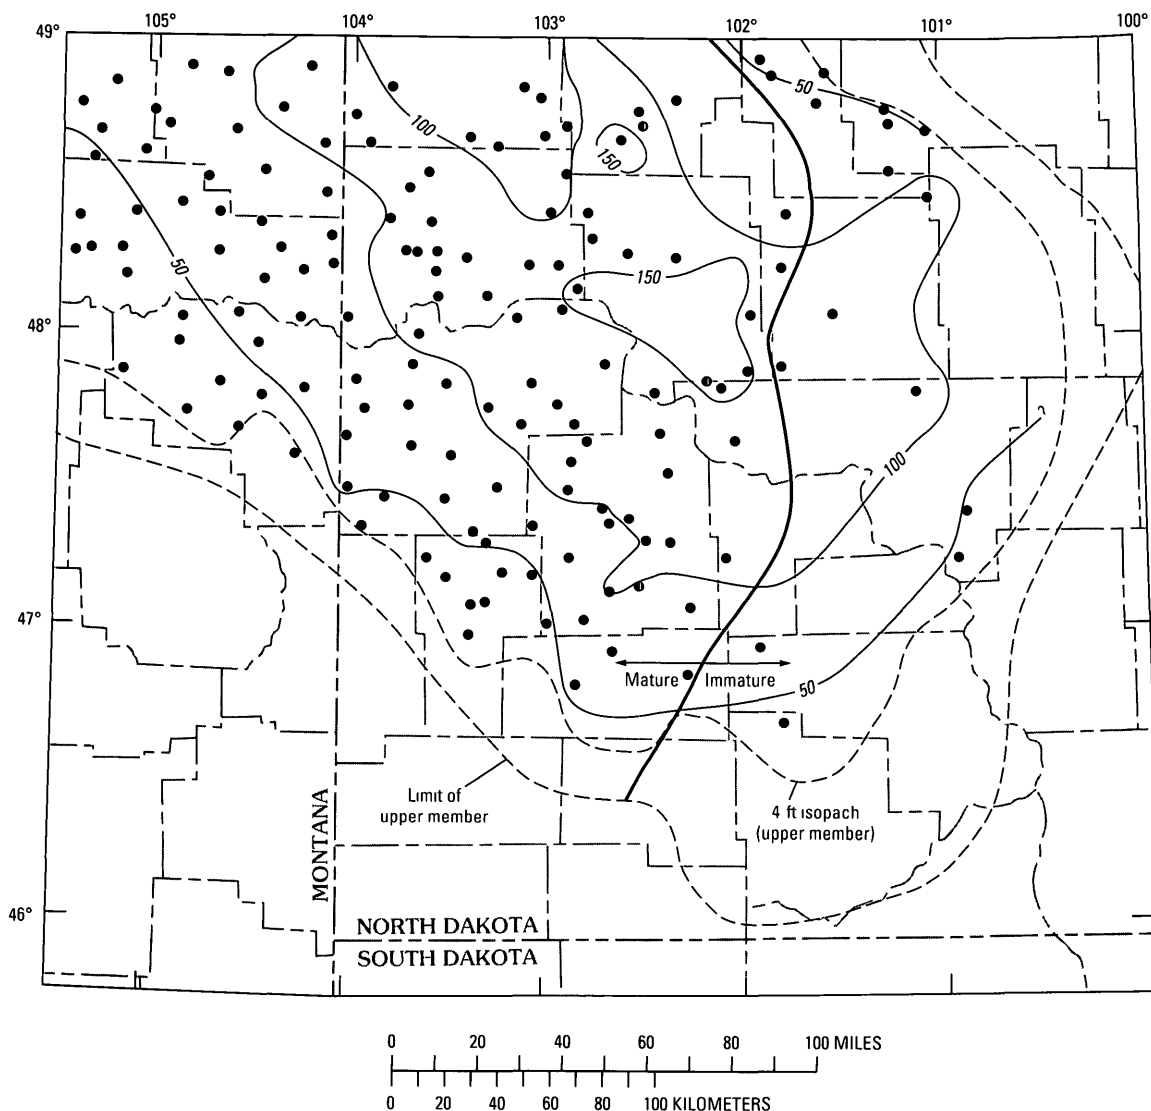 49°
105°
104°
103°
102°
101°
100°
50
100
150
50
150
48°
100
47°
Mature
Immature
50
Limit of
upper member
4 ft isopach
(upper member)
MONTANA
46°
NORTH DAKOTA
SOUTH DAKOTA
0 20 40 60 80 100 MILES
0 20 40 60 80 100 KILOMETERS